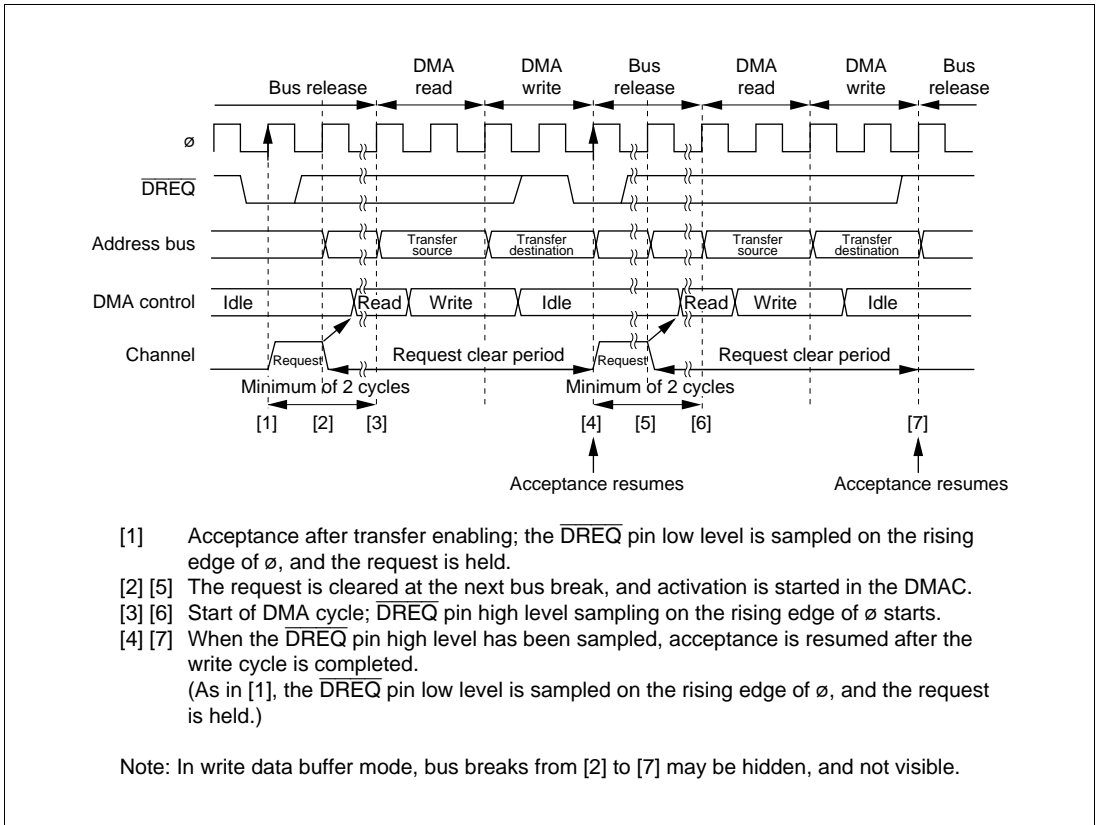 DMA DMA Bus DMA DMA Bus
Bus release read write release read write release
ø
DREQ
Address bus Transfer source Transfer destination Transfer source Transfer destination
DMA control Idle Read Write Idle Read Write Idle
Channel Request Request clear period Request Request clear period
Minimum of 2 cycles Minimum of 2 cycles
[1] [2] [3] [4] [5] [6] [7]
Acceptance resumes Acceptance resumes
[1] Acceptance after transfer enabling; the DREQ pin low level is sampled on the rising
edge of ø, and the request is held.
[2] [5] The request is cleared at the next bus break, and activation is started in the DMAC.
[3] [6] Start of DMA cycle; DREQ pin high level sampling on the rising edge of ø starts.
[4] [7] When the DREQ pin high level has been sampled, acceptance is resumed after the
write cycle is completed.
(As in [1], the DREQ pin low level is sampled on the rising edge of ø, and the request
is held.)
Note: In write data buffer mode, bus breaks from [2] to [7] may be hidden, and not visible.